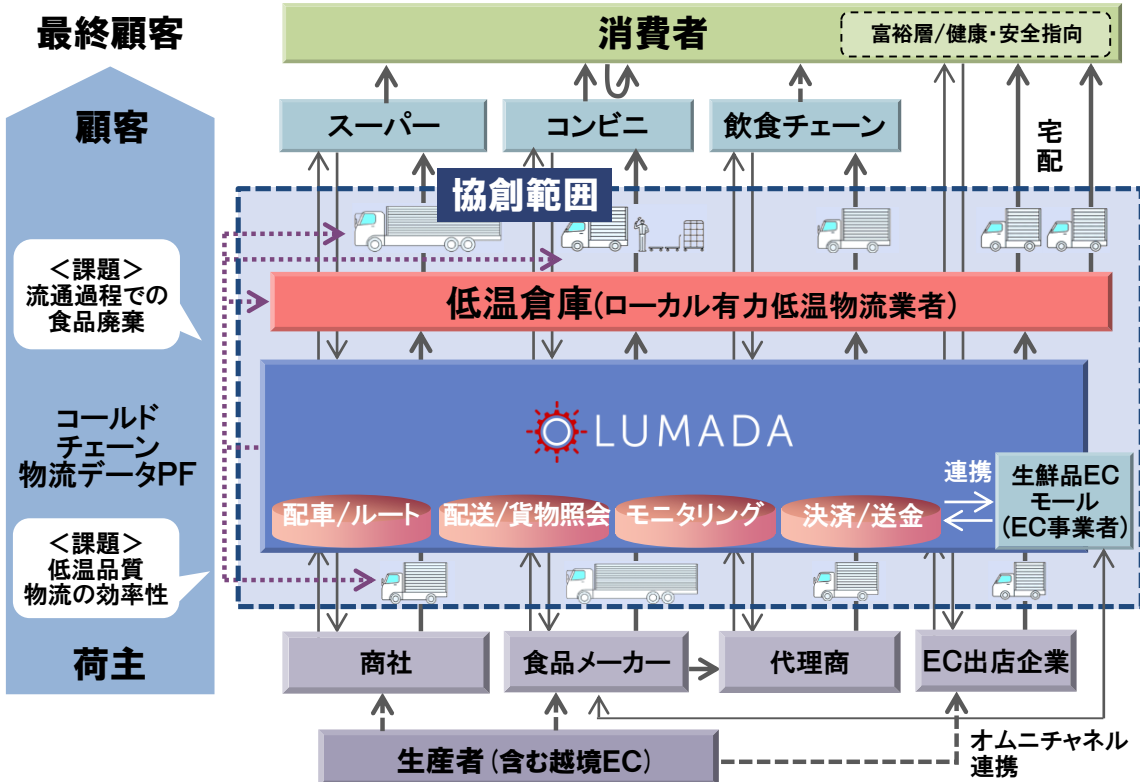 最終顧客
消費者
富裕層/健康・安全指向
顧客
スーパー
コンビニ
飲食チェーン
宅配
協創範囲
<課題>
流通過程での
食品廃棄
低温倉庫(ローカル有力低温物流業者)
コールド
チェーン
物流データPF
LUMADA
連携
生鮮品EC
モール
(EC事業者)
配車/ルート
配送/貨物照会
モニタリング
決済/送金
<課題>
低温品質
物流の効率性
荷主
商社
食品メーカー
代理商
EC出店企業
生産者(含む越境EC)
オムニチャネル
連携